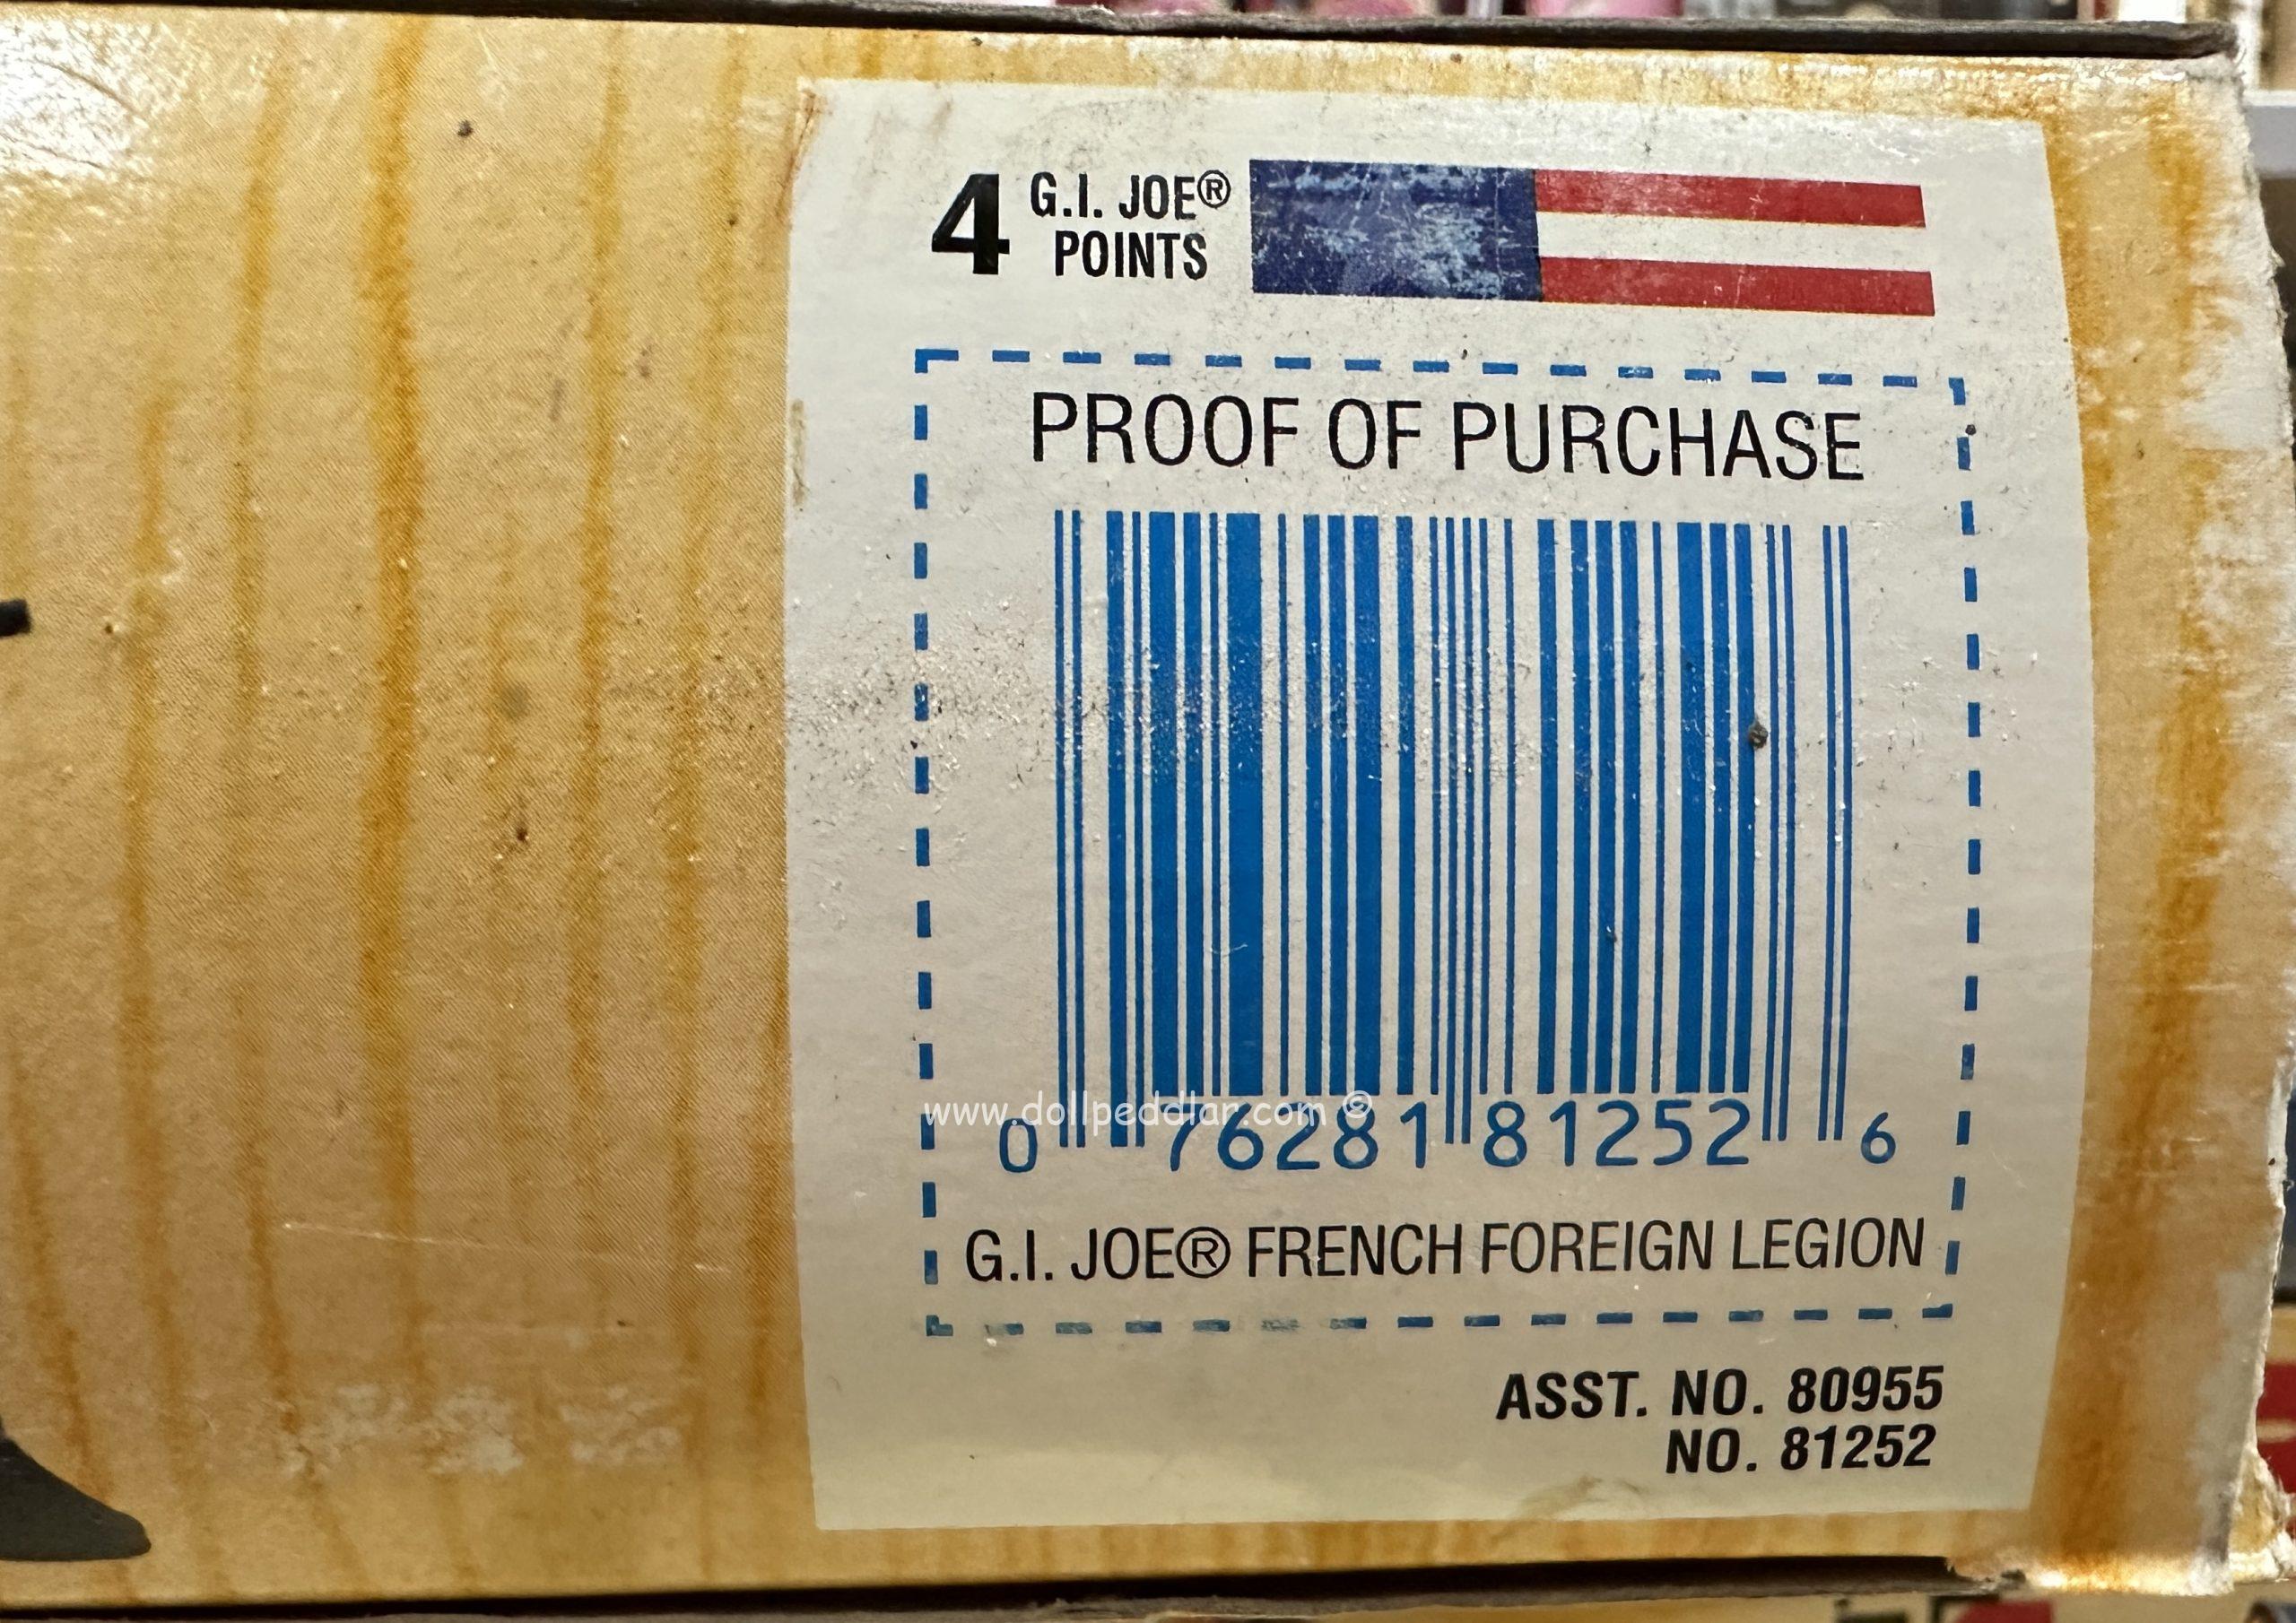 4 G.I. JOE®
POINTS
PROOF OF PURCHASE
www.dollpeddlar.com ©
0 76281 81252 6
G.I. JOE® FRENCH FOREIGN LEGION
ASST. NO. 80955
NO. 81252